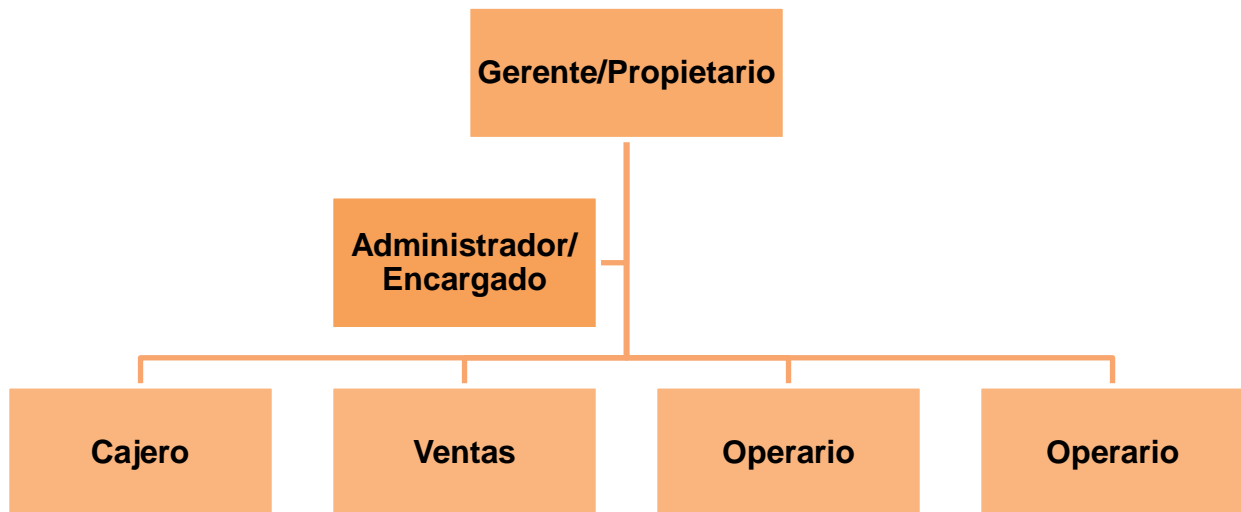 Gerente/Propietario
Administrador/
Encargado
Cajero
Ventas
Operario
Operario